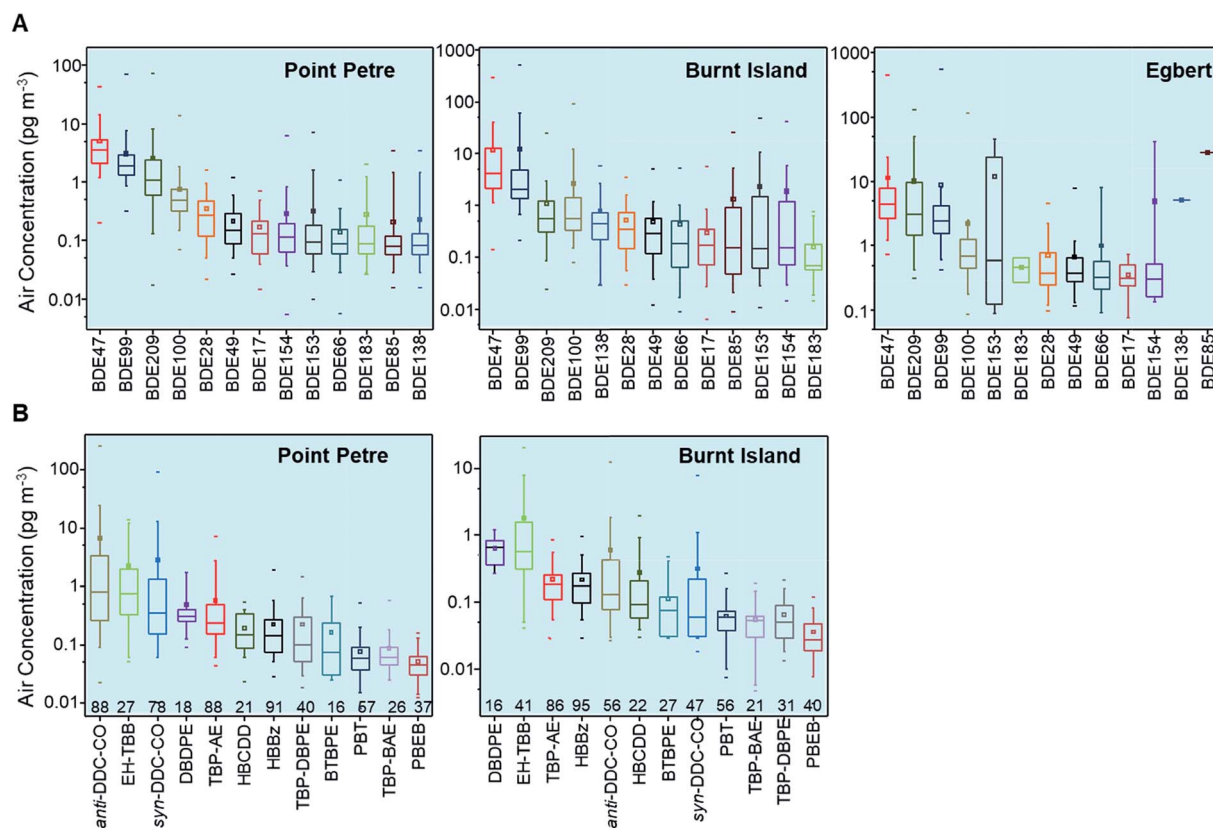 A
Air Concentration (pg m⁻³)
100
10
1
0.1
0.01
Point Petre
BDE47
BDE99
BDE209
BDE100
BDE28
BDE49
BDE17
BDE154
BDE153
BDE66
BDE183
BDE85
BDE138
1000
100
10
1
0.1
0.01
Burnt Island
BDE47
BDE99
BDE209
BDE100
BDE138
BDE28
BDE49
BDE66
BDE17
BDE85
BDE153
BDE154
BDE183
1000
100
10
1
0.1
Egbert
BDE47
BDE209
BDE99
BDE100
BDE153
BDE183
BDE28
BDE49
BDE66
BDE17
BDE154
BDE138
BDE85
B
Air Concentration (pg m⁻³)
100
10
1
0.1
0.01
Point Petre
88 27 78 18 88 21 91 40 16 67 26 37
anti-DDC-CO
EH-TBB
syn-DDC-CO
DBDPE
TBP-AE
HBCDD
HBBz
TBP-DBPE
BTBPE
PBT
TBP-BAE
PBEB
10
1
0.1
0.01
Burnt Island
16 41 86 95 56 22 27 47 56 21 31 40
DBDPE
EH-TBB
TBP-AE
HBBz
anti-DDC-CO
HBCDD
BTBPE
syn-DDC-CO
PBT
TBP-BAE
TBP-DBPE
PBEB